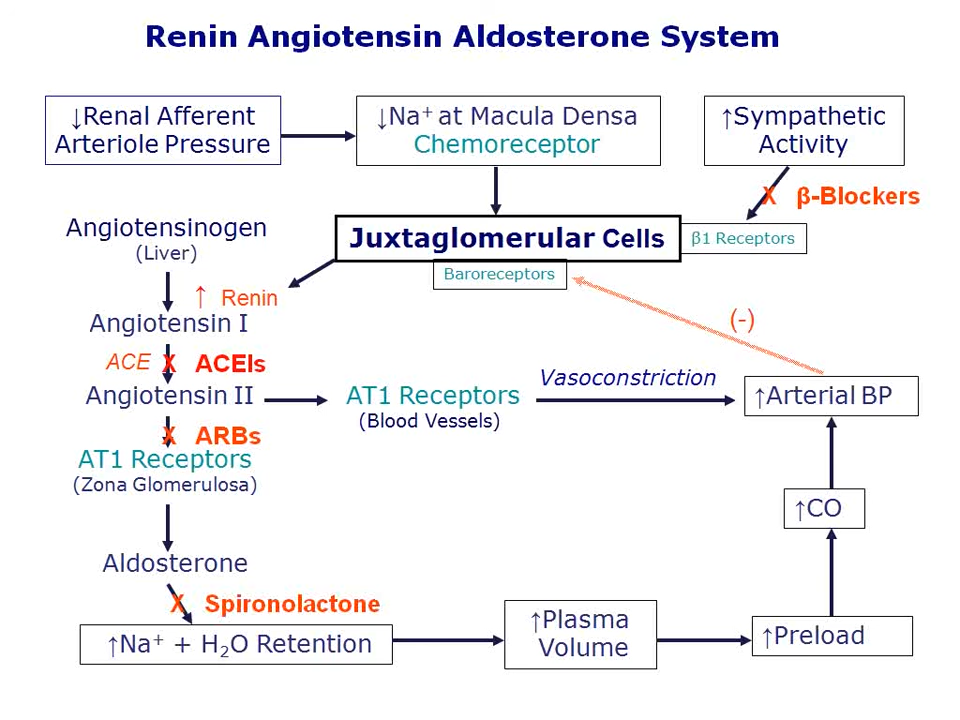 Renin Angiotensin Aldosterone System
↓Renal Afferent
Arteriole Pressure
↓Na⁺ at Macula Densa
Chemoreceptor
↑Sympathetic
Activity
X β-Blockers
Angiotensinogen
(Liver)
Juxtaglomerular Cells
β1 Receptors
Baroreceptors
↑ Renin
Angiotensin I
(-)
ACE X ACEIs
Vasoconstriction
Angiotensin II
AT1 Receptors
(Blood Vessels)
↑Arterial BP
X ARBs
AT1 Receptors
(Zona Glomerulosa)
↑CO
Aldosterone
X Spironolactone
↑Na⁺ + H₂O Retention
↑Plasma
Volume
↑Preload